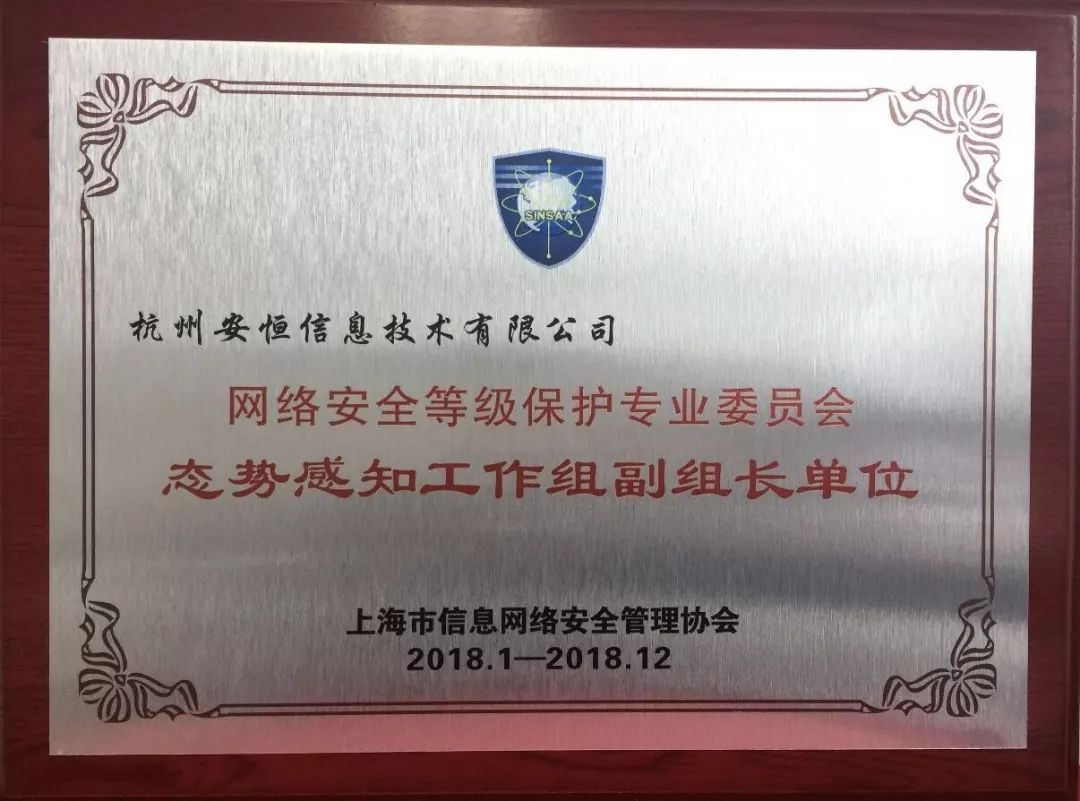 SINSAA
杭州安恒信息技术有限公司
网络安全等级保护专业委员会
态势感知工作组副组长单位
上海市信息网络安全管理协会
2018.1—2018.12